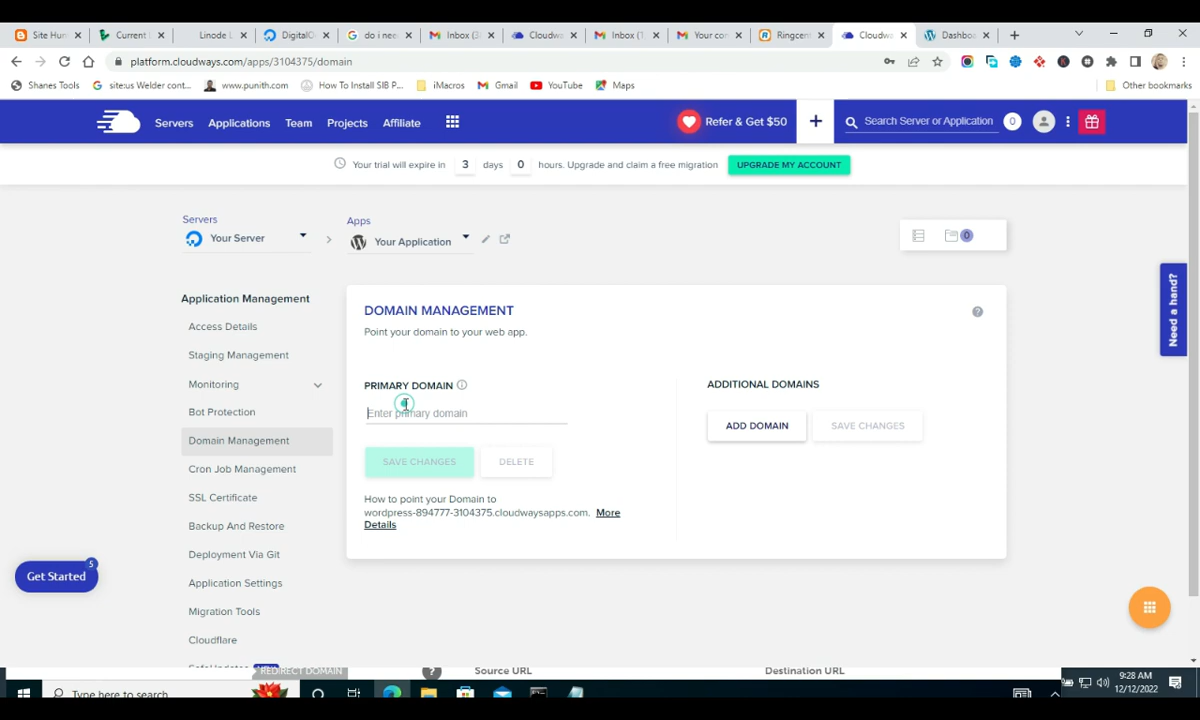 Site Hun
Current
Linode L
DigitalO
do i nee
Inbox (3
Cloudwa
Inbox (1
Your con
Ringcent
Cloudw
Dashbo
platform.cloudways.com/apps/3104375/domain
Shanes Tools
site:us Welder cont...
www.punith.com
How To Install SIB P...
iMacros
Gmail
YouTube
Maps
Other bookmarks
Servers
Applications
Team
Projects
Affiliate
Refer & Get $50
+
Search Server or Application
0
Your trial will expire in 3 days 0 hours. Upgrade and claim a free migration
UPGRADE MY ACCOUNT
Servers
Your Server
Apps
Your Application
0
Application Management
Access Details
Staging Management
Monitoring
Bot Protection
Domain Management
Cron Job Management
SSL Certificate
Backup And Restore
Deployment Via Git
Application Settings
Migration Tools
Cloudflare
SafeUpdates
DOMAIN MANAGEMENT
Point your domain to your web app.
PRIMARY DOMAIN
Enter primary domain
SAVE CHANGES
DELETE
How to point your Domain to
wordpress-894777-3104375.cloudwaysapps.com. More
Details
ADDITIONAL DOMAINS
ADD DOMAIN
SAVE CHANGES
Need a hand?
Get Started
5
REDIRECT DOMAIN
Source URL
Destination URL
Type here to search
9:28 AM
12/12/2022